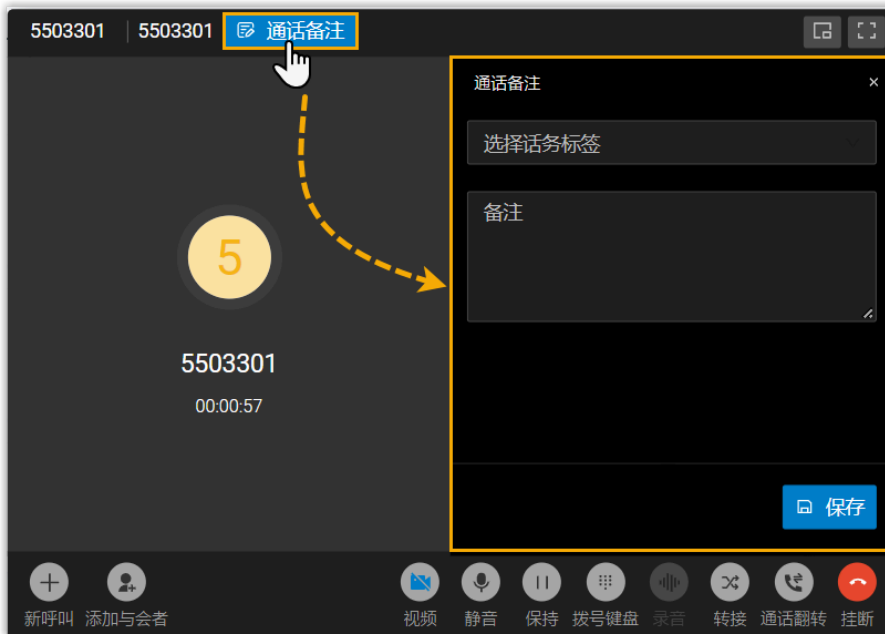 5503301 5503301 通话备注
通话备注 ×
选择话务标签
备注
5
5503301
00:00:57
保存
新呼叫 添加与会者 视频 静音 保持 拨号键盘 录音 转接 通话翻转 挂断